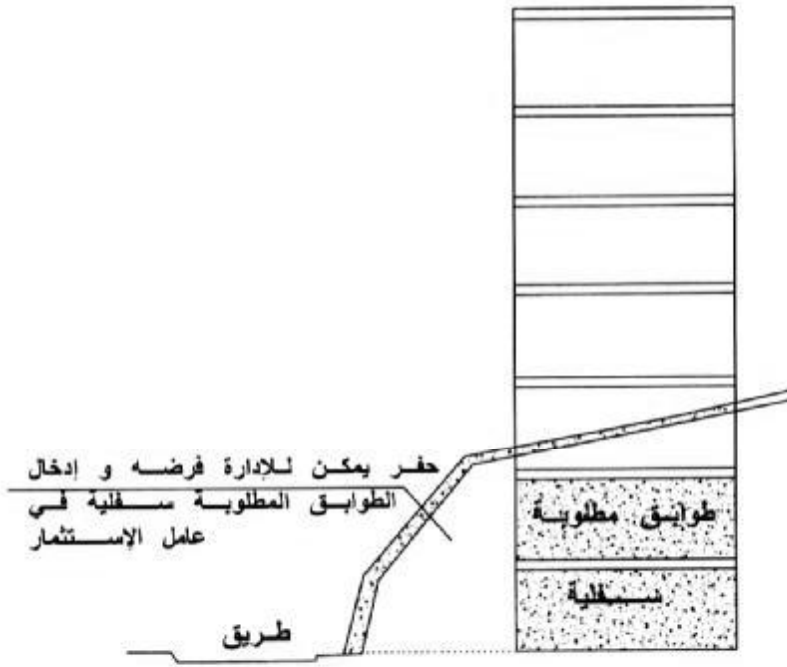 حفر يمكن للإدارة فرضه و إدخال
الطوابق المطلوبة سفلية في
عامل الإستثمار
طوابق مطلوبة
سفلية
طريق